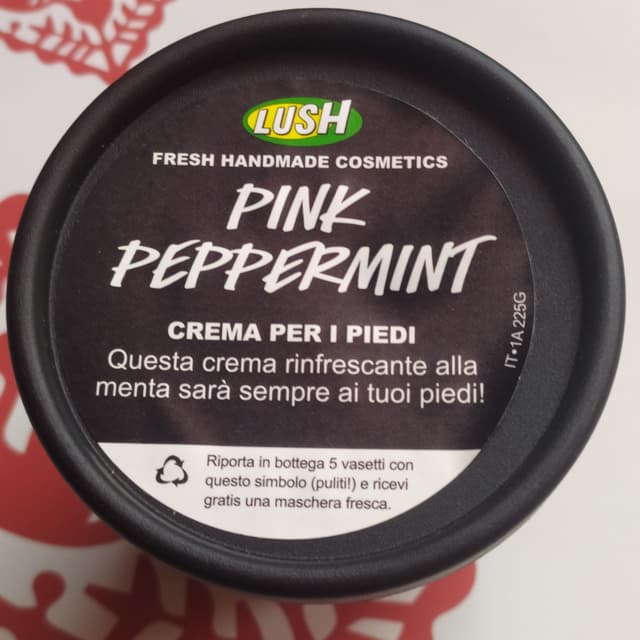 LUSH
FRESH HANDMADE COSMETICS
PINK
PEPPERMINT
CREMA PER I PIEDI
Questa crema rinfrescante alla
menta sarà sempre ai tuoi piedi!
IT•1A 225G
Riporta in bottega 5 vasetti con
questo simbolo (puliti!) e ricevi
gratis una maschera fresca.